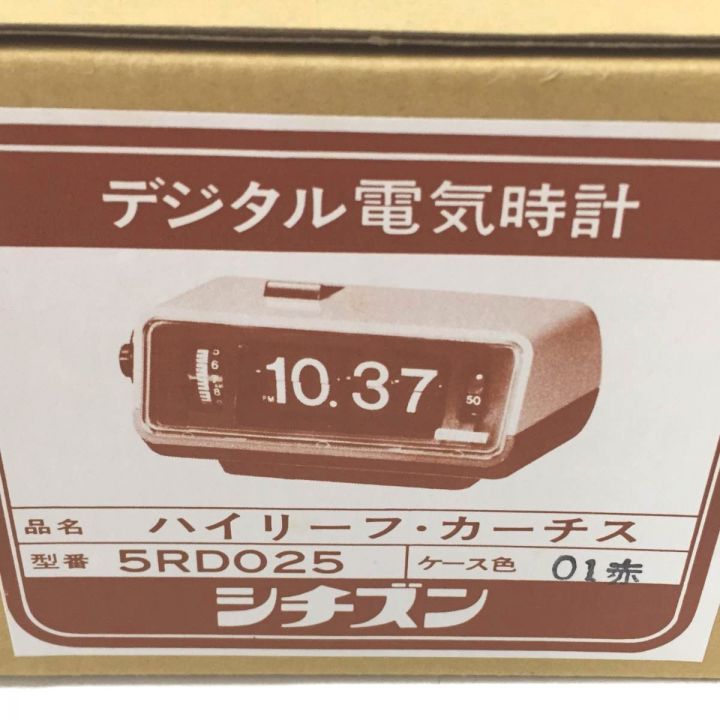 デジタル電気時計
PM 10.37 50
6
品名 ハイリーフ・カーチス
型番 5RD025 ケース色 01赤
シチズン